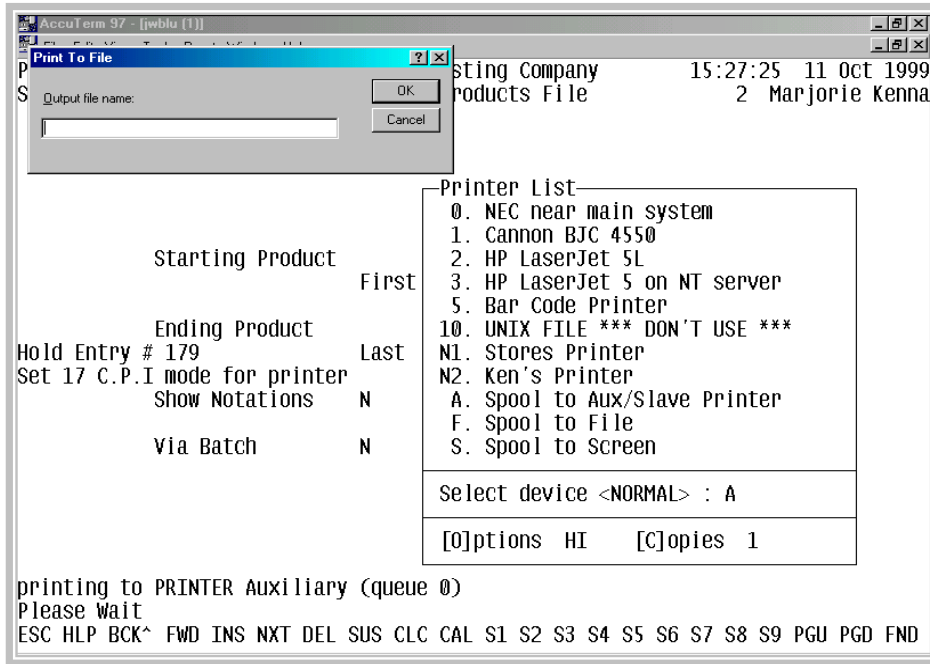 AccuTerm 97 - [jwblu (1)]
Print To File
Output file name:
OK
Cancel
P sting Company 15:27:25 11 Oct 1999
S roducts File 2 Marjorie Kenna
Printer List
0. NEC near main system
1. Cannon BJC 4550
Starting Product 2. HP LaserJet 5L
First 3. HP LaserJet 5 on NT server
5. Bar Code Printer
Ending Product 10. UNIX FILE *** DON'T USE ***
Hold Entry # 179 Last N1. Stores Printer
Set 17 C.P.I mode for printer N2. Ken's Printer
Show Notations N A. Spool to Aux/Slave Printer
F. Spool to File
Via Batch N S. Spool to Screen
Select device <NORMAL> : A
[O]ptions HI [C]opies 1
printing to PRINTER Auxiliary (queue 0)
Please Wait
ESC HLP BCK^ FWD INS NXT DEL SUS CLC CAL S1 S2 S3 S4 S5 S6 S7 S8 S9 PGU PGD FND